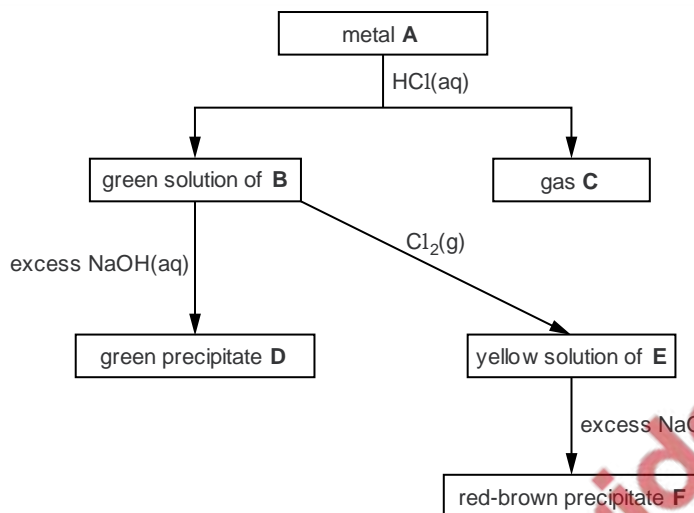 metal A
HCl(aq)
green solution of B
gas C
Cl₂(g)
excess NaOH(aq)
green precipitate D
yellow solution of E
excess NaO
red-brown precipitate F